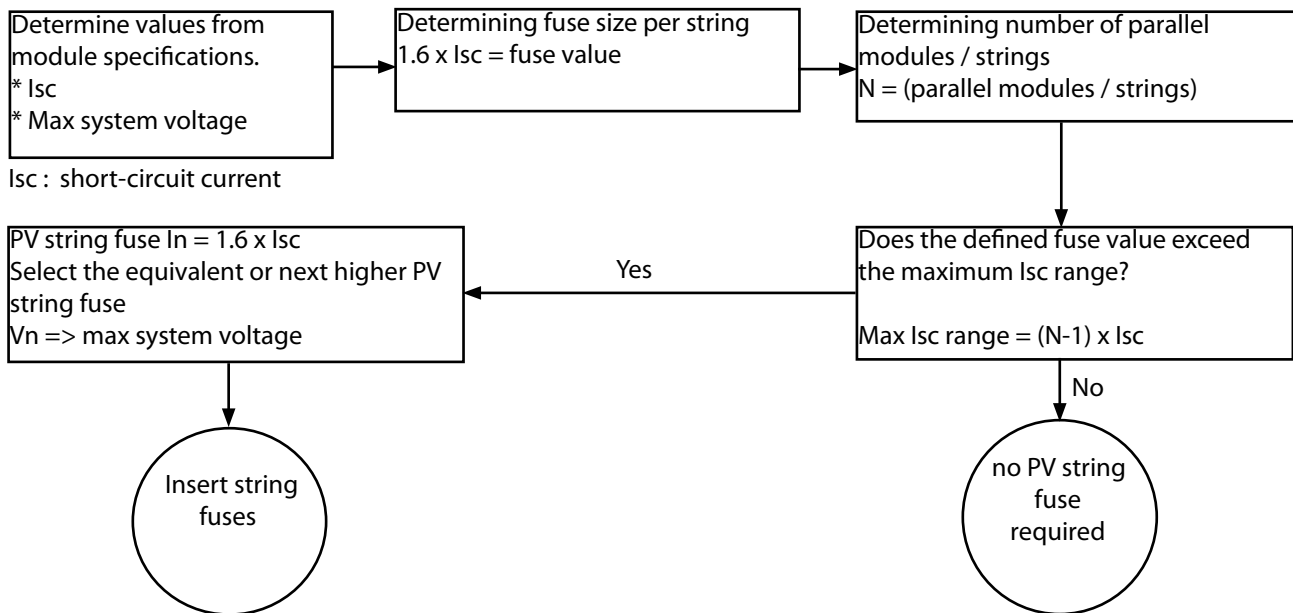 Determine values from
module specifications.
* Isc
* Max system voltage
Isc : short-circuit current
Determining fuse size per string
1.6 x Isc = fuse value
Determining number of parallel
modules / strings
N = (parallel modules / strings)
Does the defined fuse value exceed
the maximum Isc range?
Max Isc range = (N-1) x Isc
Yes
No
PV string fuse In = 1.6 x Isc
Select the equivalent or next higher PV
string fuse
Vn => max system voltage
Insert string
fuses
no PV string
fuse
required